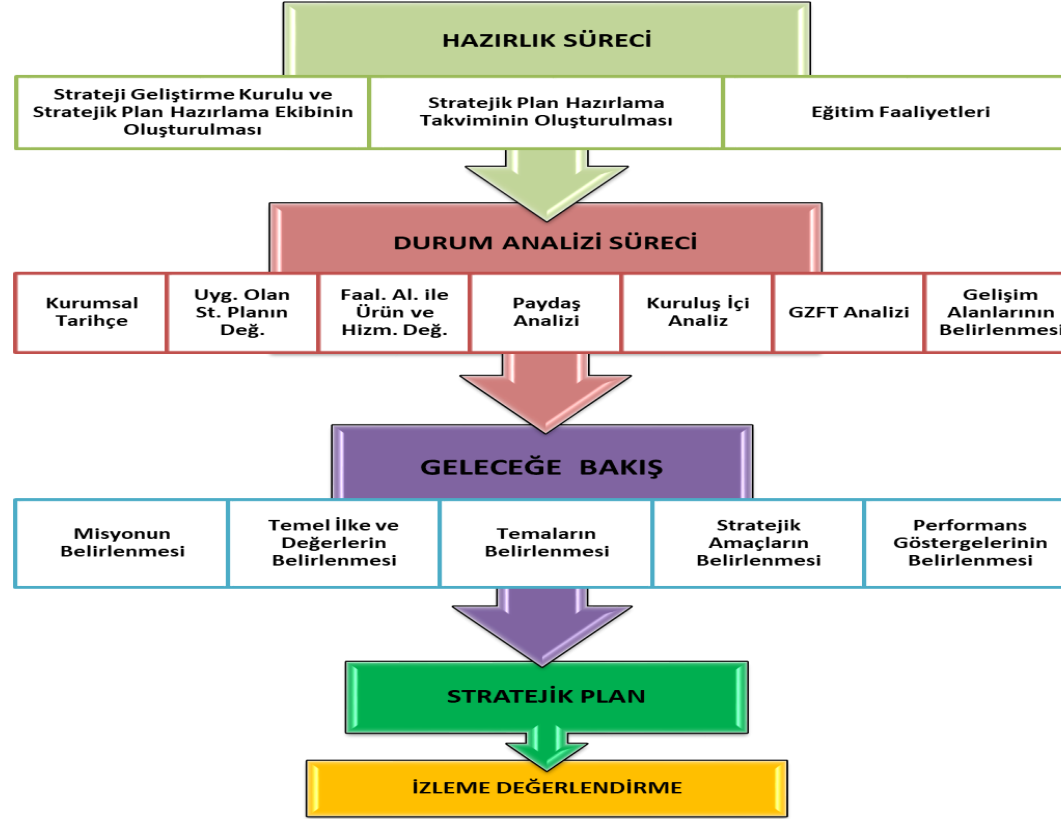 HAZIRLIK SÜRECİ
Strateji Geliştirme Kurulu ve
Stratejik Plan Hazırlama Ekibinin
Oluşturulması
Stratejik Plan Hazırlama
Takviminin Oluşturulması
Eğitim Faaliyetleri
DURUM ANALİZİ SÜRECİ
Kurumsal
Tarihçe
Uyg. Olan
St. Planın
Değ.
Faal. Al. ile
Ürün ve
Hizm. Değ.
Paydaş
Analizi
Kuruluş İçi
Analiz
GZFT Analizi
Gelişim
Alanlarının
Belirlenmesi
GELECEĞE BAKIŞ
Misyonun
Belirlenmesi
Temel İlke ve
Değerlerin
Belirlenmesi
Temaların
Belirlenmesi
Stratejik
Amaçların
Belirlenmesi
Performans
Göstergelerinin
Belirlenmesi
STRATEJİK PLAN
İZLEME DEĞERLENDİRME